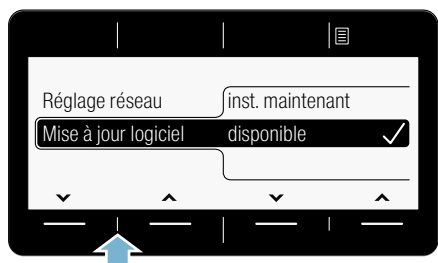 Réglage réseau
inst. maintenant
Mise à jour logiciel
disponible